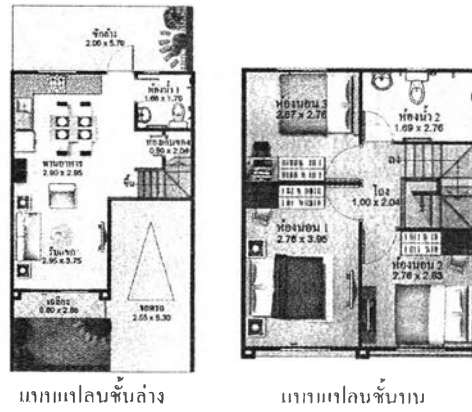 ซักล้าง
2.00 x 5.70
ห้องน้ำ 1
1.68 x 1.70
ห้องเก็บของ
0.90 x 2.04
ทานอาหาร
2.90 x 2.95
ขึ้น
รับแขก
2.95 x 3.75
เฉลียง
0.80 x 2.86
จอดรถ
2.55 x 5.30
แบบแปลนชั้นล่าง
ห้องนอน 3
2.67 x 2.76
ห้องน้ำ 2
1.69 x 2.76
ลง
โถง
1.00 x 2.04
ห้องนอน 1
2.76 x 3.95
ห้องนอน 2
2.76 x 2.83
แบบแปลนชั้นบน